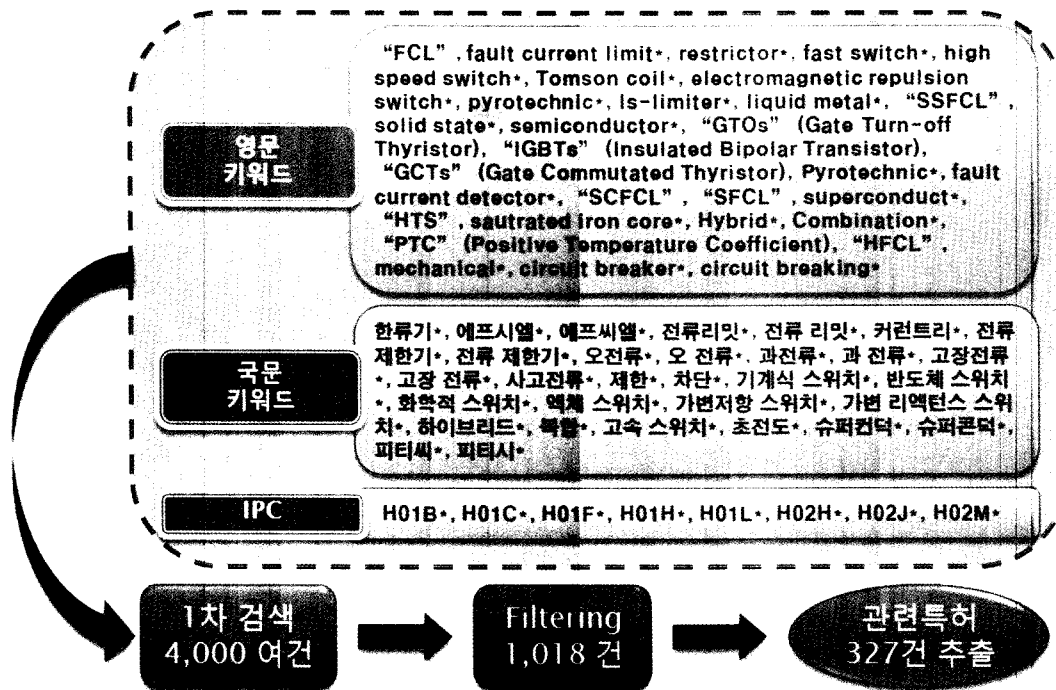 영문
키워드
“FCL” , fault current limit*, restrictor*, fast switch*, high
speed switch*, Tomson coil*, electromagnetic repulsion
switch*, pyrotechnic*, Is-limiter*, liquid metal*, “SSFCL” ,
solid state*, semiconductor*, “GTOs” (Gate Turn-off
Thyristor), “IGBTs” (Insulated Bipolar Transistor),
“GCTs” (Gate Commutated Thyristor), Pyrotechnic*, fault
current detector*, “SCFCL” “SFCL” , superconduct*,
“HTS” , sautrated iron core*, Hybrid*, Combination*,
“PTC” (Positive Temperature Coefficient), “HFCL” ,
mechanical*, circuit breaker*, circuit breaking*
국문
키워드
한류기*, 에프시엘*, 에프씨엘*, 전류리밋*, 전류 리밋*, 커런트리*, 전류
제한기*, 전류 제한기*, 오전류*, 오 전류*, 과전류*, 과 전류*, 고장전류
*, 고장 전류*, 사고전류*, 제한*, 차단*, 기계식 스위치*, 반도체 스위치
*, 화학적 스위치*, 액체 스위치*, 가변저항 스위치*, 가변 리액턴스 스위
치*, 하이브리드*, 복합*, 고속 스위치*, 초전도*, 슈퍼컨덕*, 슈퍼콘덕*,
피티씨*, 피티시*
IPC
H01B*, H01C*, H01F*, H01H*, H01L*, H02H*, H02J*, H02M*
1차 검색
4,000 여건
Filtering
1,018 건
관련특허
327건 추출